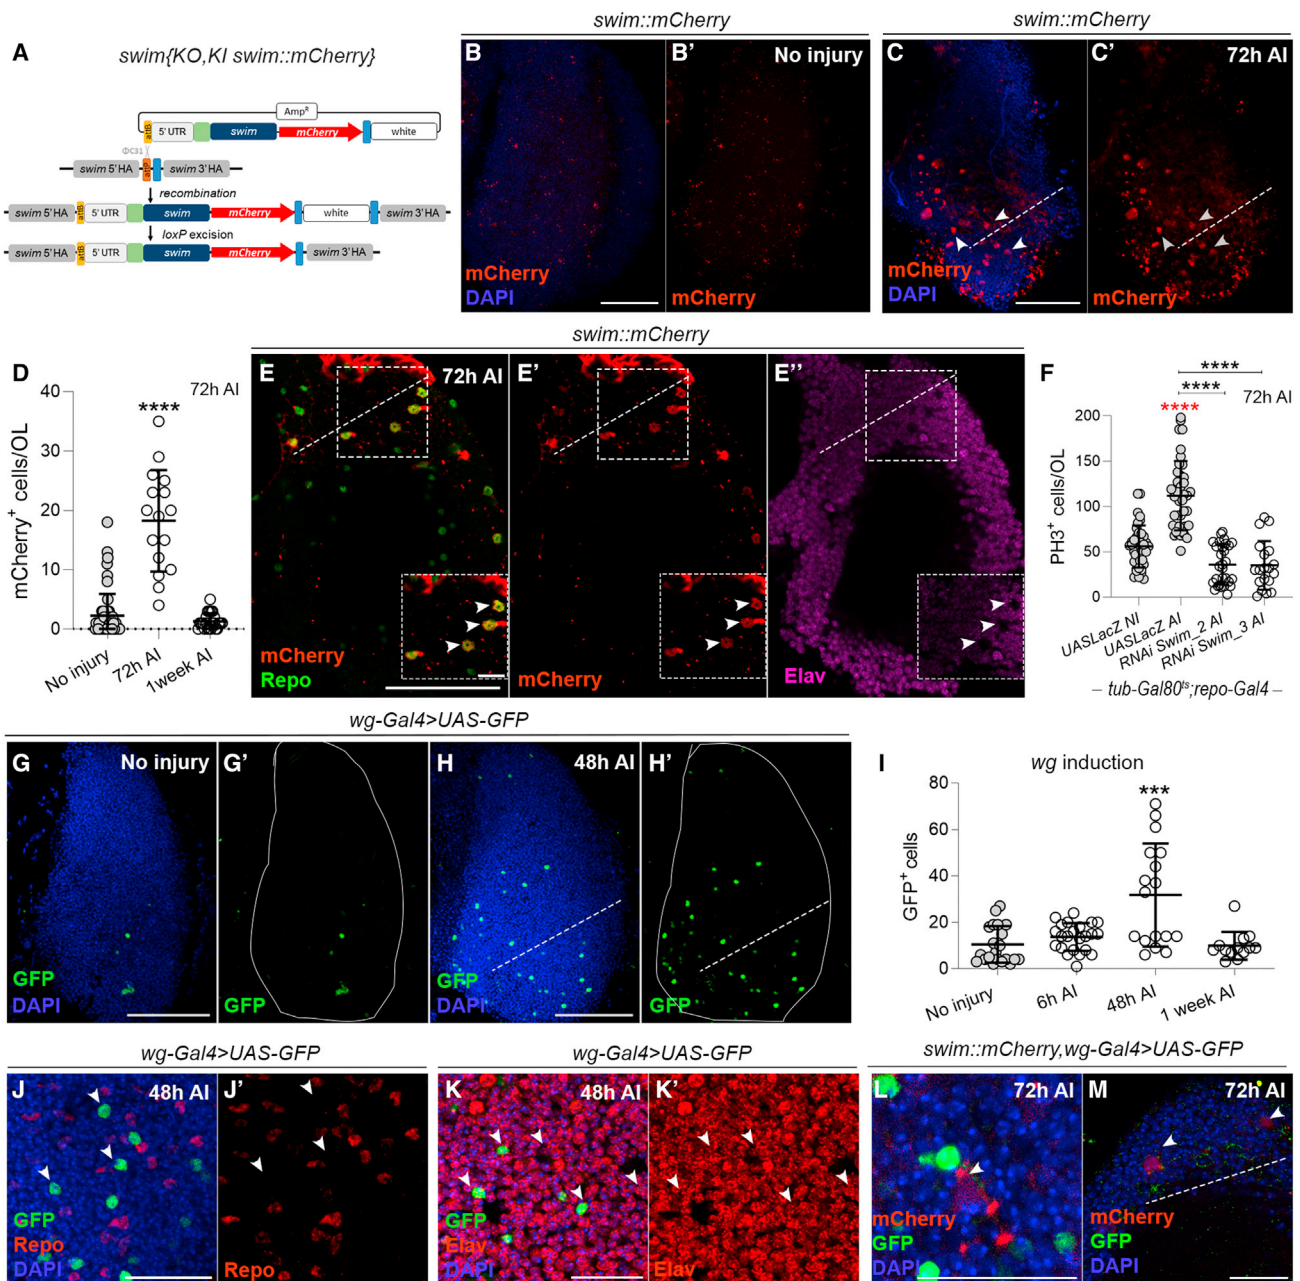 A
swim{KO,KI swim::mCherry}
Amp^R
attB
5' UTR
swim
mCherry
white
ΦC31
swim 5' HA
attP
swim 3' HA
recombination
swim 5' HA
attB
5' UTR
swim
mCherry
white
swim 3' HA
loxP excision
swim 5' HA
attB
5' UTR
swim
mCherry
swim 3' HA
swim::mCherry
B
B'
No injury
mCherry
DAPI
mCherry
swim::mCherry
C
C'
72h AI
mCherry
DAPI
mCherry
D
72h AI
****
mCherry+ cells/OL
40
30
20
10
0
No injury
72h AI
1week AI
swim::mCherry
E
72h AI
E'
E''
mCherry
Repo
mCherry
Elav
F
****
****
72h AI
****
PH3+ cells/OL
200
150
100
50
0
UASLacZ NI
UASLacZ AI
RNAi Swim_2 AI
RNAi Swim_3 AI
– tub-Gal80ts;repo-Gal4 –
wg-Gal4>UAS-GFP
G
No injury
G'
H
48h AI
H'
GFP
DAPI
GFP
GFP
DAPI
GFP
I
wg induction
***
GFP+ cells
80
60
40
20
0
No injury
6h AI
48h AI
1 week AI
wg-Gal4>UAS-GFP
J
48h AI
J'
GFP
Repo
DAPI
Repo
wg-Gal4>UAS-GFP
K
48h AI
K'
GFP
Elav
DAPI
Elav
swim::mCherry,wg-Gal4>UAS-GFP
L
72h AI
M
72h AI
mCherry
GFP
DAPI
mCherry
GFP
DAPI